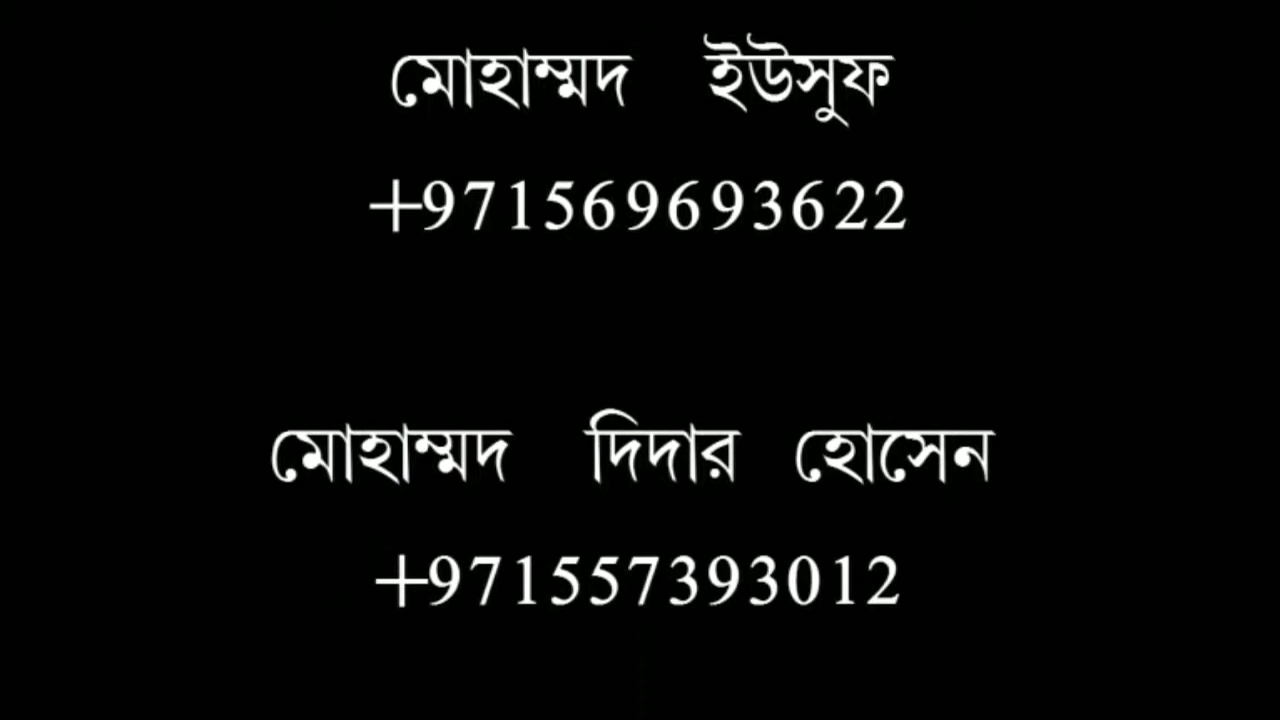 মোহাম্মদ ইউসুফ
+971569693622
মোহাম্মদ দিদার হোসেন
+971557393012